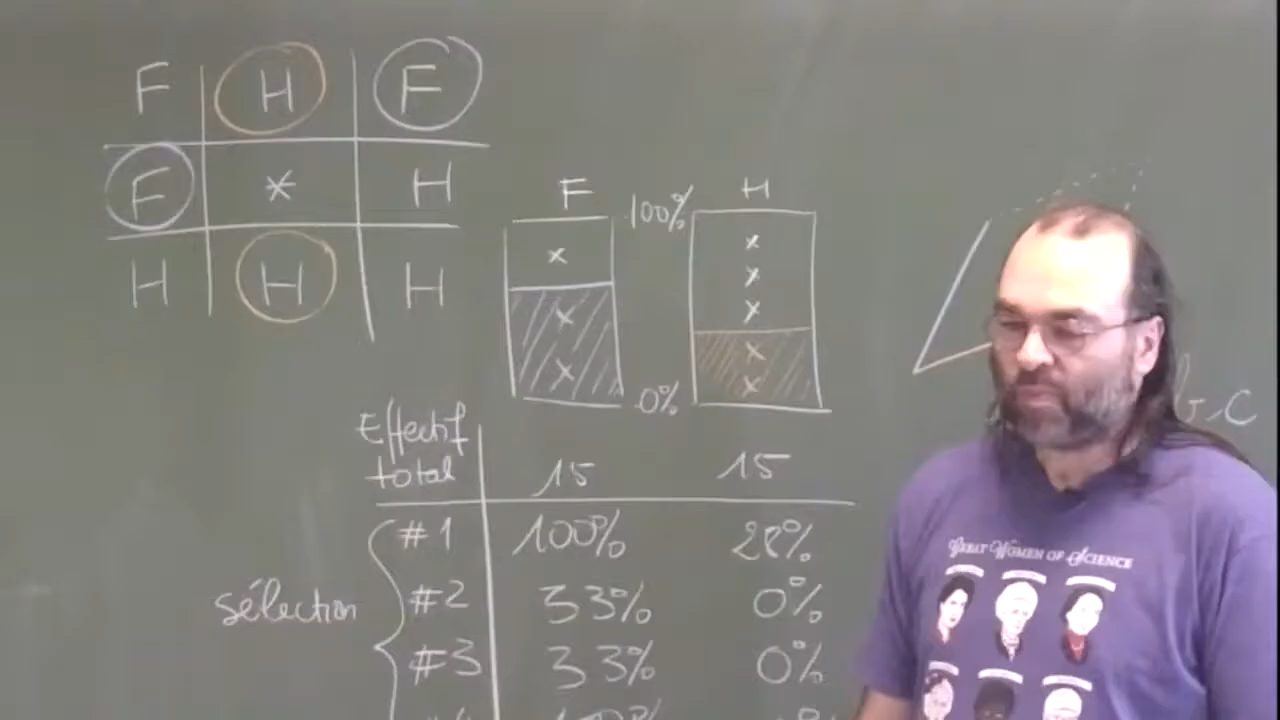 F H F
F * H
H H H
F 100% H
x x
x x
x x
x
x
0%
Effectif
total 15 15
#1 100% 28%
sélection #2 33% 0%
#3 33% 0%
C
GREAT WOMEN OF SCIENCE